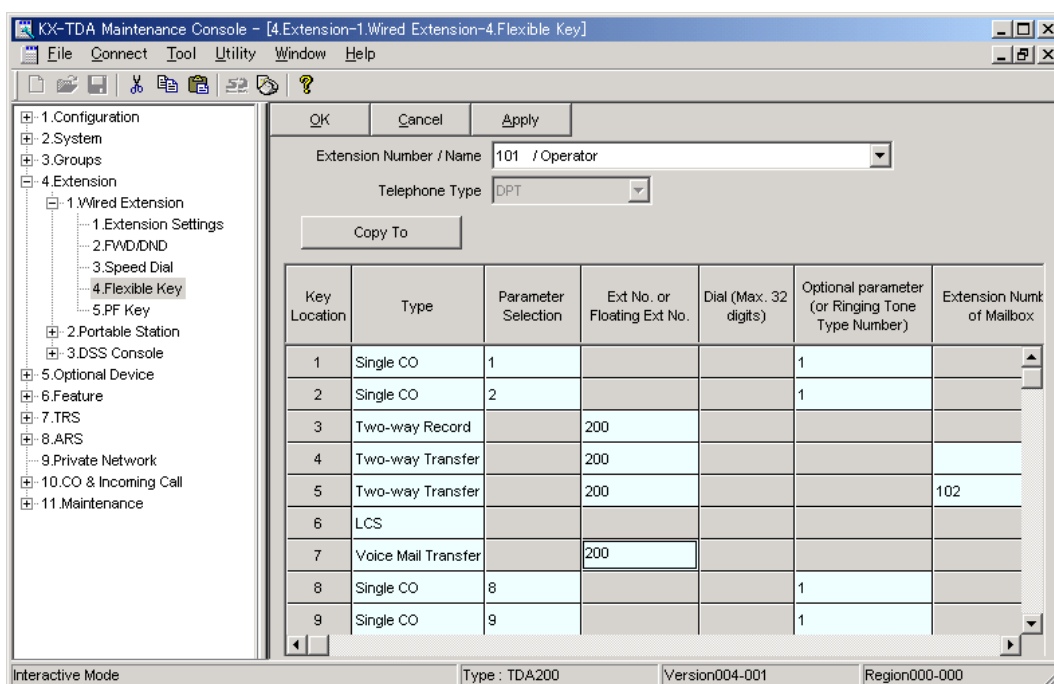 KX-TDA Maintenance Console - [4.Extension-1.Wired Extension-4.Flexible Key]
File Connect Tool Utility Window Help
1.Configuration
2.System
3.Groups
4.Extension
1.Wired Extension
1.Extension Settings
2.FWD/DND
3.Speed Dial
4.Flexible Key
5.PF Key
2.Portable Station
3.DSS Console
5.Optional Device
6.Feature
7.TRS
8.ARS
9.Private Network
10.CO & Incoming Call
11.Maintenance
OK Cancel Apply
Extension Number / Name 101 / Operator
Telephone Type DPT
Copy To
Key Location Type Parameter Selection Ext No. or Floating Ext No. Dial (Max. 32 digits) Optional parameter (or Ringing Tone Type Number) Extension Numb of Mailbox
1 Single CO 1 1
2 Single CO 2 1
3 Two-way Record 200
4 Two-way Transfer 200
5 Two-way Transfer 200 102
6 LCS
7 Voice Mail Transfer 200
8 Single CO 8 1
9 Single CO 9 1
Interactive Mode Type : TDA200 Version004-001 Region000-000